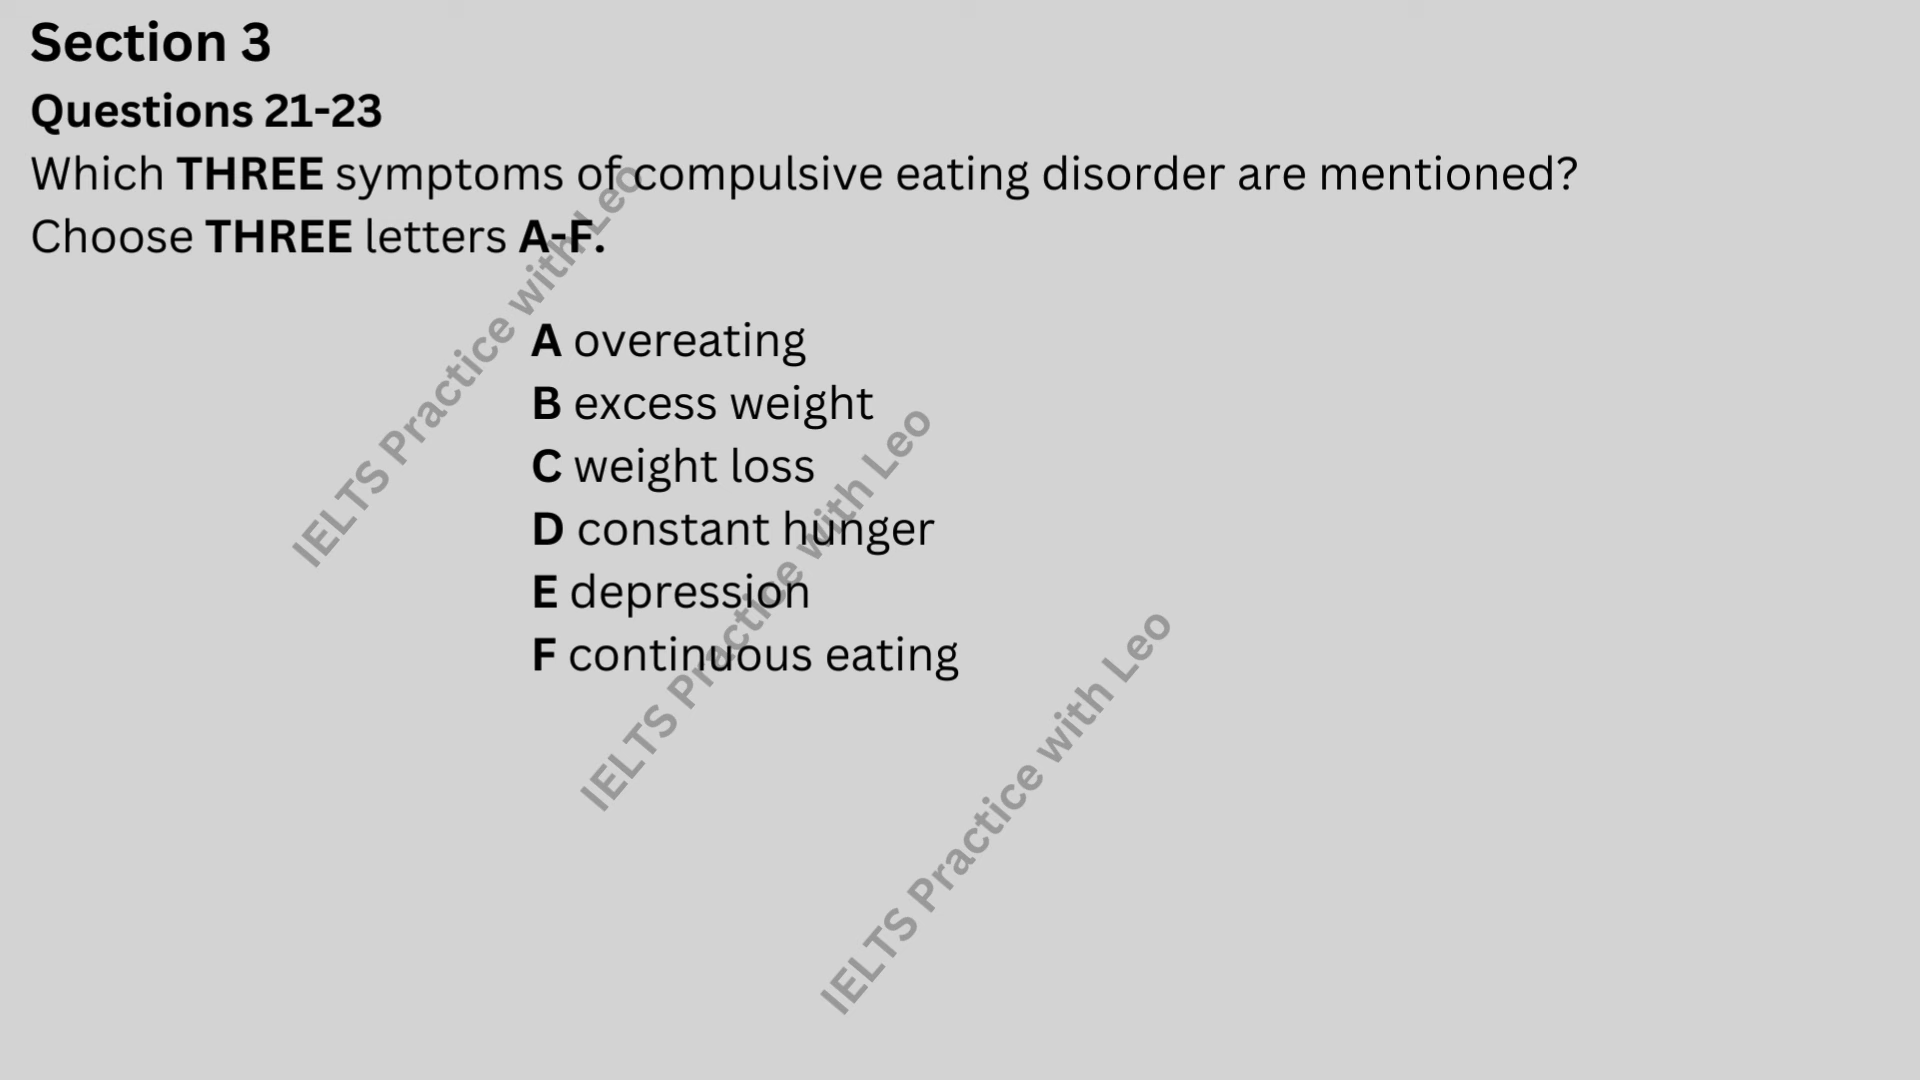 Section 3
Questions 21-23
Which THREE symptoms of compulsive eating disorder are mentioned?
Choose THREE letters A-F.
A overeating
B excess weight
C weight loss
D constant hunger
E depression
F continuous eating
IELTS Practice with Leo
IELTS Practice with Leo
IELTS Practice with Leo